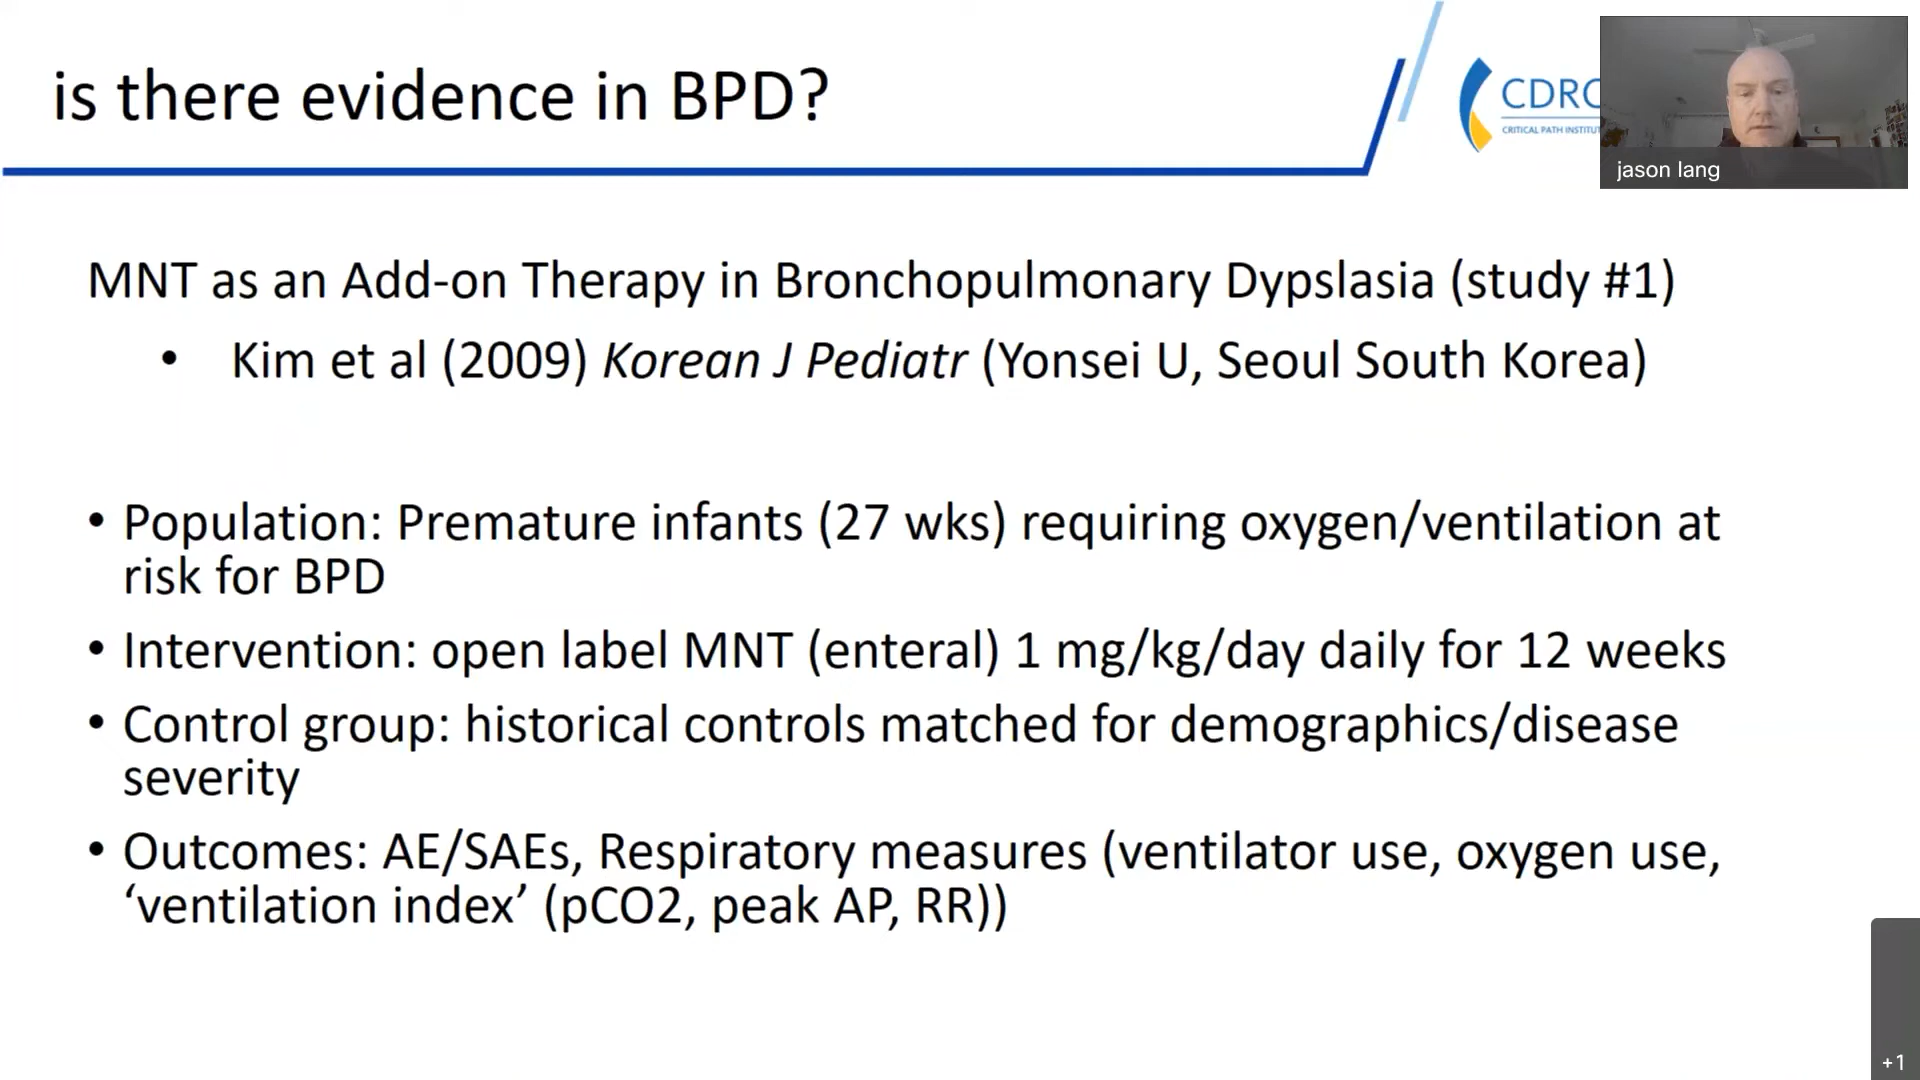 is there evidence in BPD?
CDRC
CRITICAL PATH INSTITUT
jason lang
MNT as an Add-on Therapy in Bronchopulmonary Dypslasia (study #1)
• Kim et al (2009) Korean J Pediatr (Yonsei U, Seoul South Korea)
• Population: Premature infants (27 wks) requiring oxygen/ventilation at
risk for BPD
• Intervention: open label MNT (enteral) 1 mg/kg/day daily for 12 weeks
• Control group: historical controls matched for demographics/disease
severity
• Outcomes: AE/SAEs, Respiratory measures (ventilator use, oxygen use,
‘ventilation index’ (pCO2, peak AP, RR))
+1